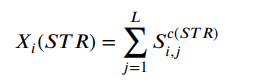 X_i(STR) = \sum_{j=1}^{L} S_{i,j}^{c(STR)}